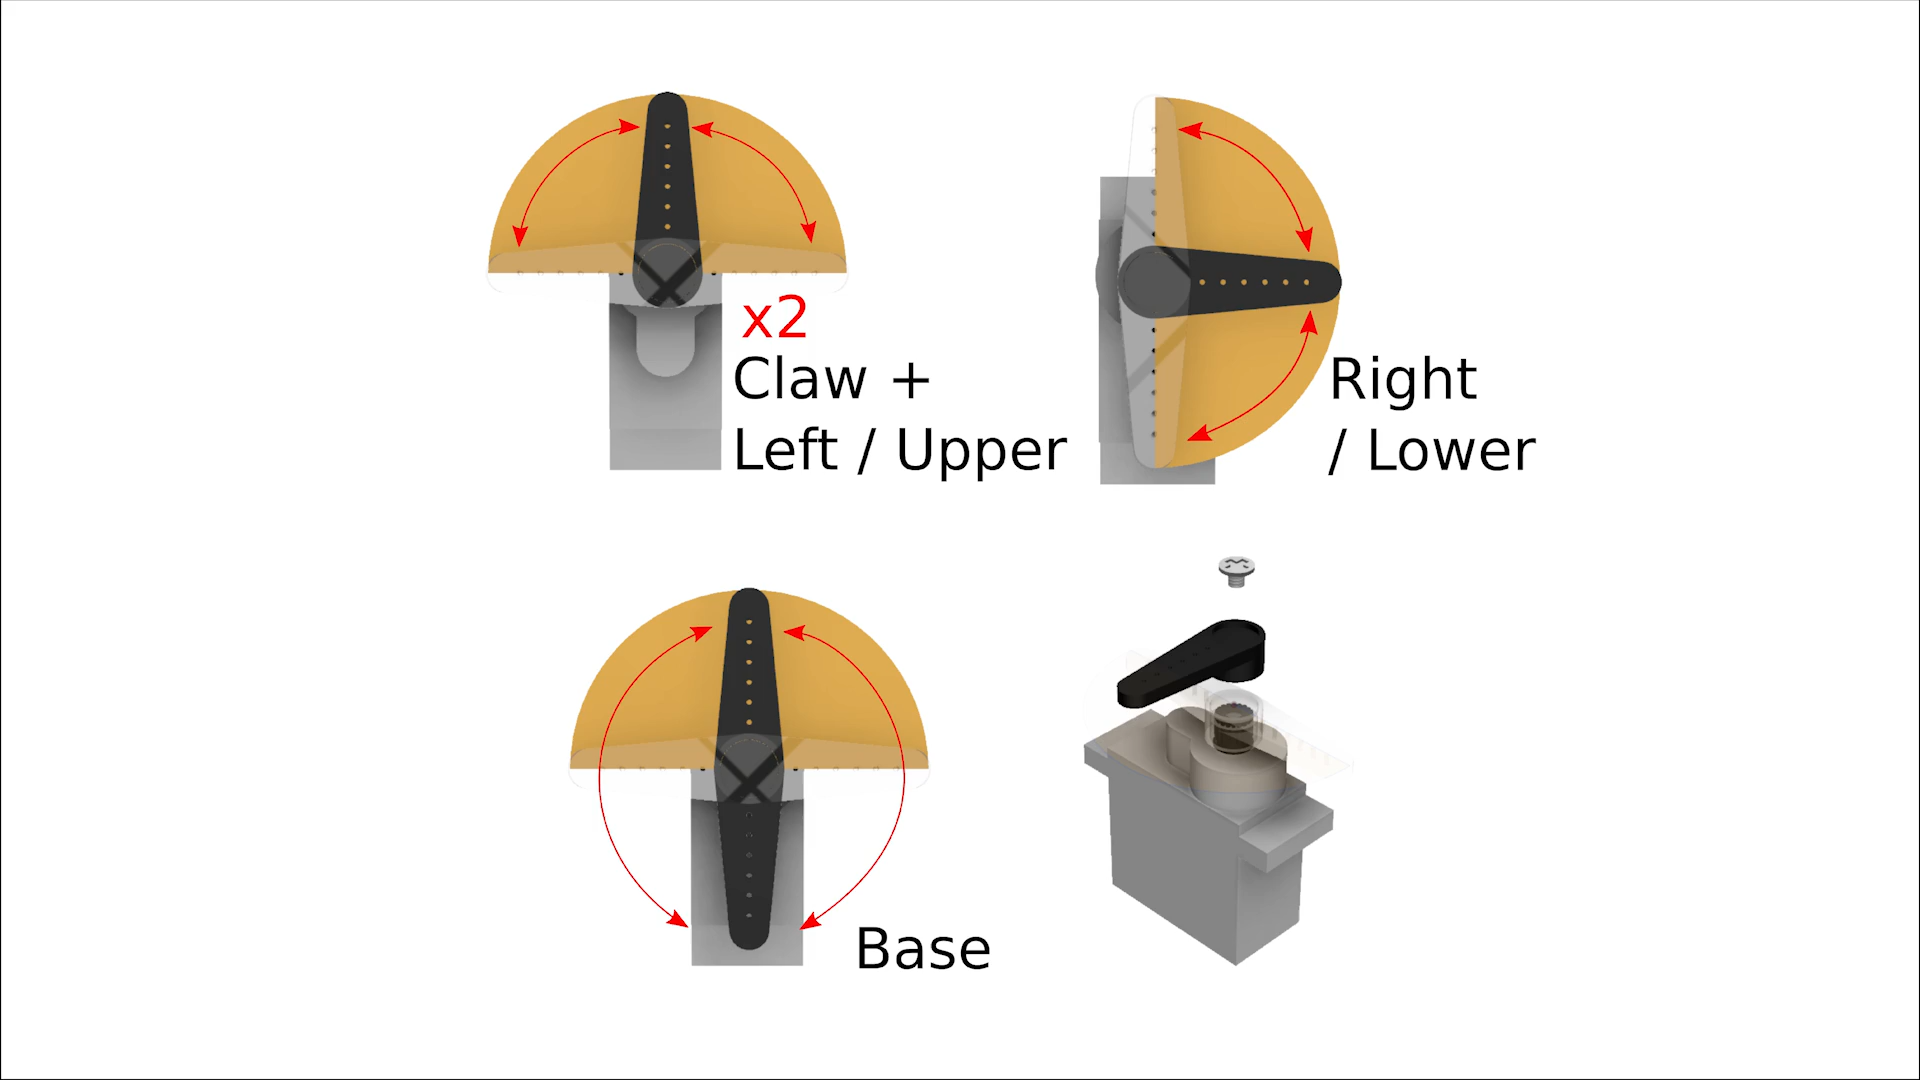 x2
Claw +
Left / Upper
Right
/ Lower
Base